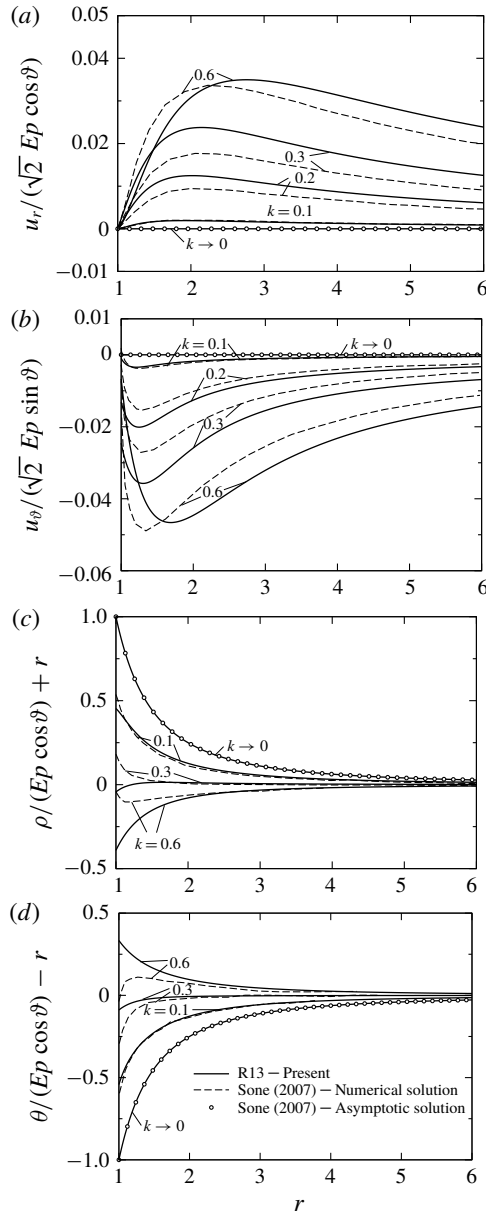 (a)
0.05
0.04
0.02
0
−0.01
0.6
0.3
0.2
k = 0.1
k → 0
u_r/(√2 Ep cos ϑ)
1 2 3 4 5 6
(b)
0.01
0
−0.02
−0.04
−0.06
k = 0.1
k → 0
0.2
0.3
0.6
u_ϑ/(√2 Ep sin ϑ)
1 2 3 4 5 6
(c)
1.0
0.5
0
−0.5
k → 0
0.1
0.3
k = 0.6
ρ/(Ep cos ϑ) + r
1 2 3 4 5 6
(d)
0.5
0
−0.5
−1.0
0.6
0.3
k = 0.1
k → 0
R13 – Present
Sone (2007) – Numerical solution
Sone (2007) – Asymptotic solution
θ/(Ep cos ϑ) − r
1 2 3 4 5 6
r